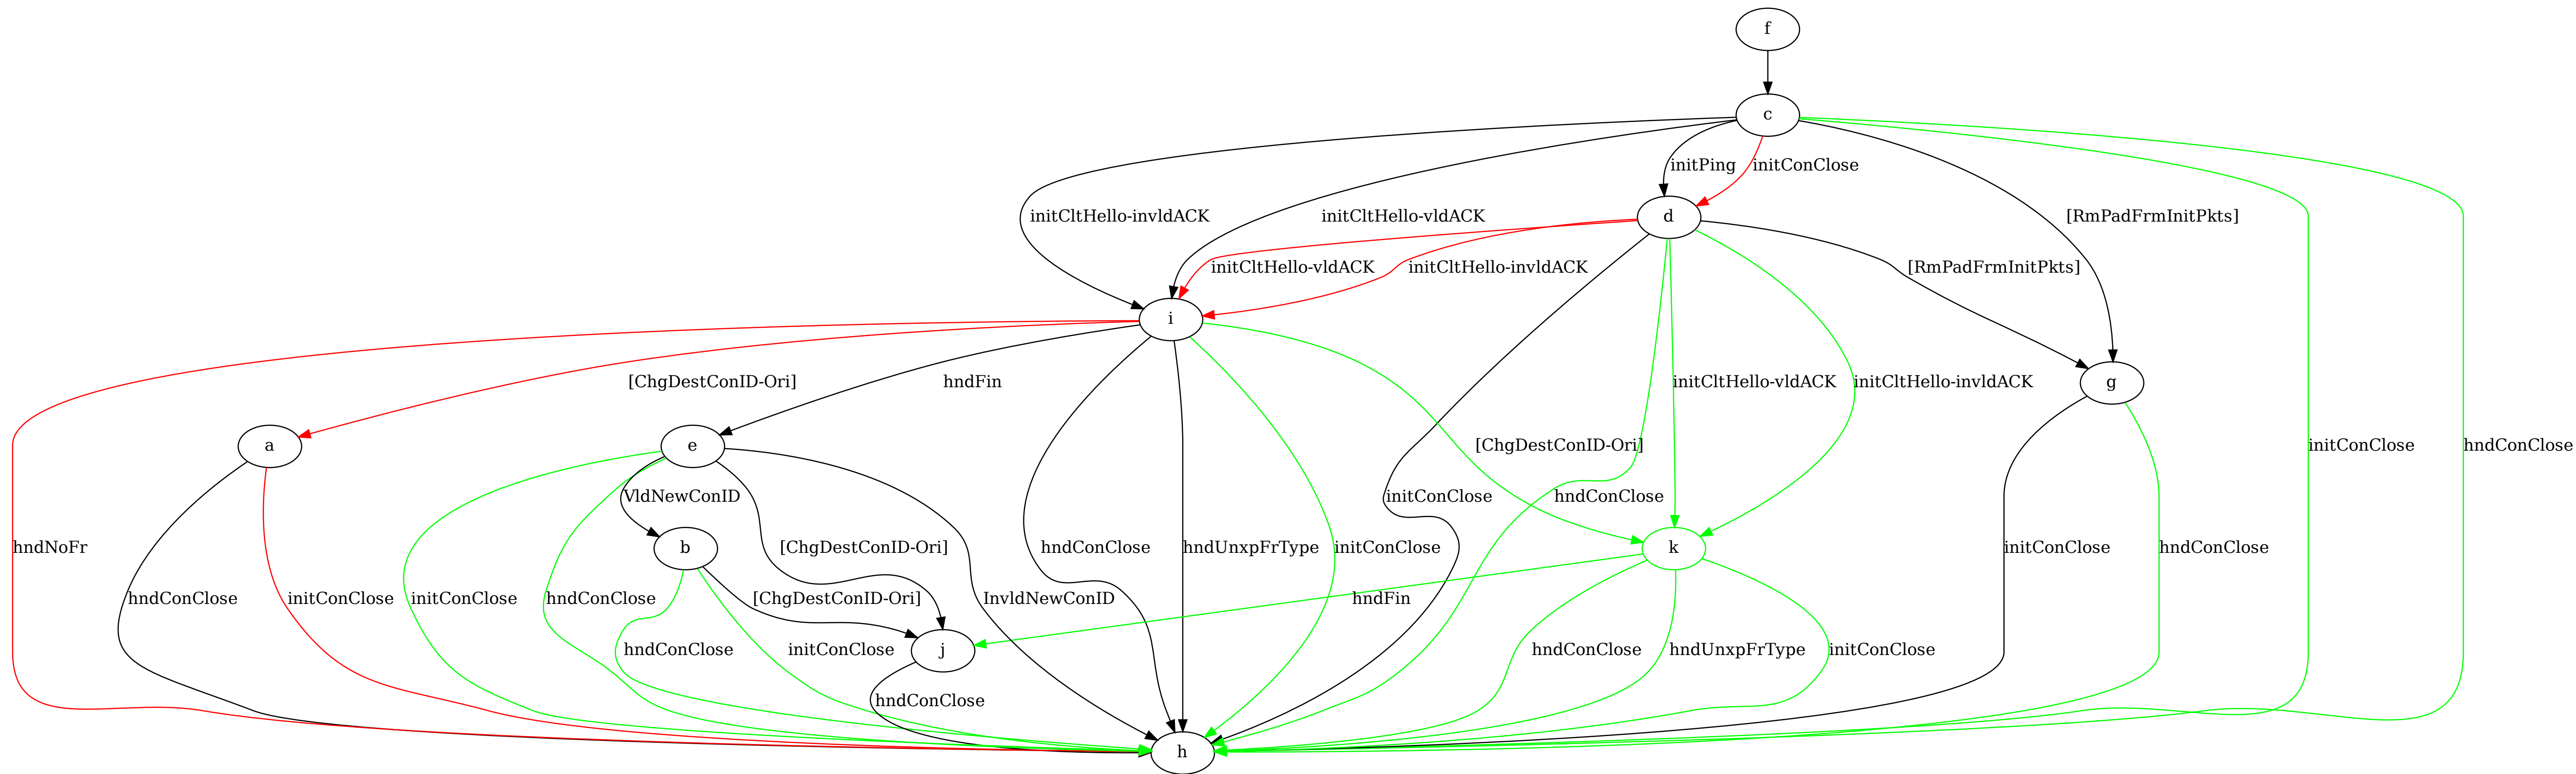 f
c
initPing initConClose
initCltHello-invldACK initCltHello-vldACK d [RmPadFrmInitPkts]
initCltHello-vldACK initCltHello-invldACK [RmPadFrmInitPkts]
i
[ChgDestConID-Ori] hndFin initCltHello-vldACK initCltHello-invldACK g
a e [ChgDestConID-Ori] initConClose hndConClose
VldNewConID initConClose hndConClose
hndNoFr b [ChgDestConID-Ori] hndConClose hndUnxpFrType initConClose k initConClose hndConClose
hndConClose initConClose initConClose hndConClose [ChgDestConID-Ori] InvldNewConID hndFin
hndConClose initConClose j hndConClose hndUnxpFrType initConClose
hndConClose
h